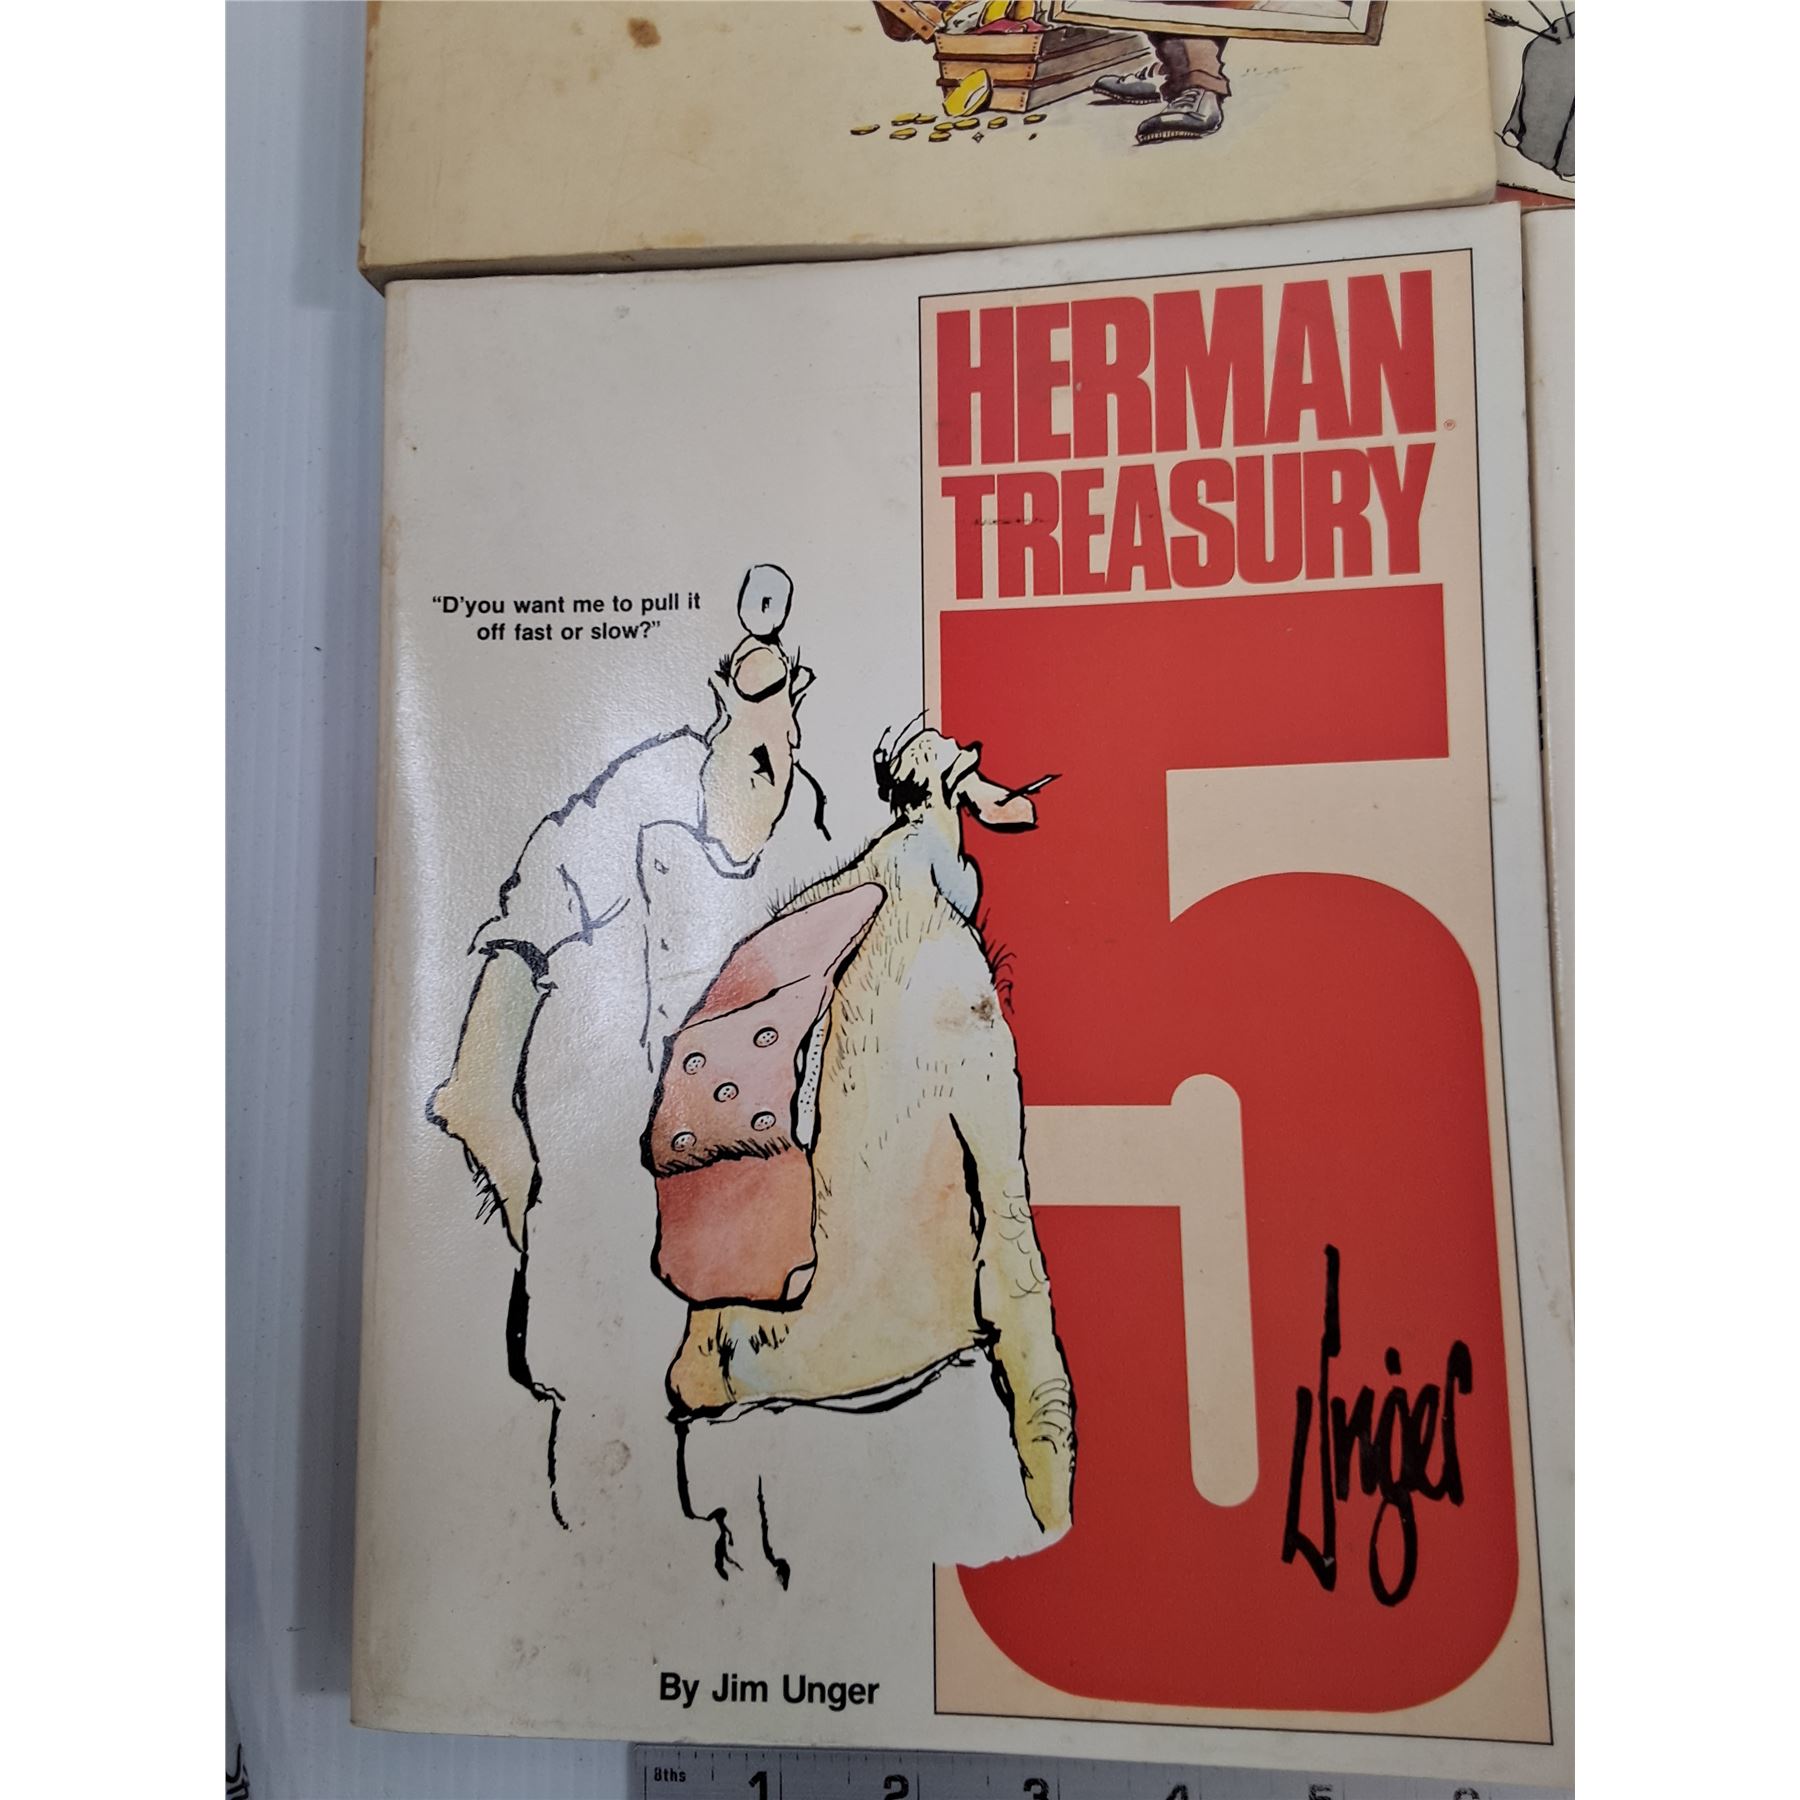 HERMAN®
TREASURY
5
"D'you want me to pull it
off fast or slow?"
Unger
By Jim Unger
8ths 1 2 3 4 5 6